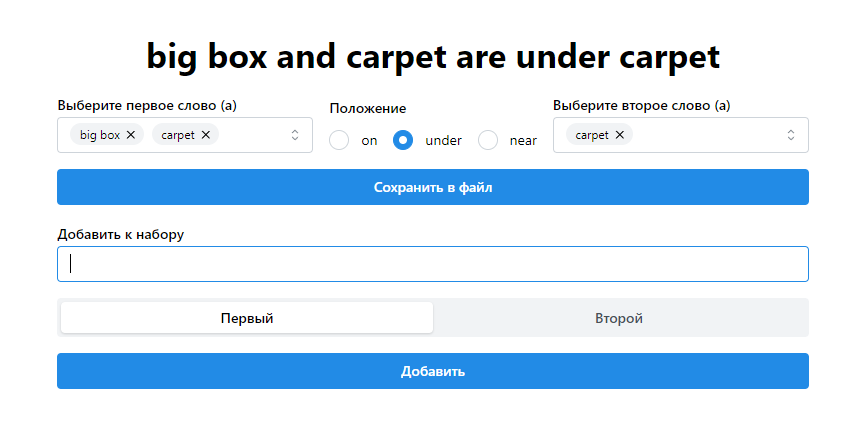 big box and carpet are under carpet
Выберите первое слово (а)
Положение
Выберите второе слово (а)
big box carpet
on under near
carpet
Сохранить в файл
Добавить к набору
Первый Второй
Добавить